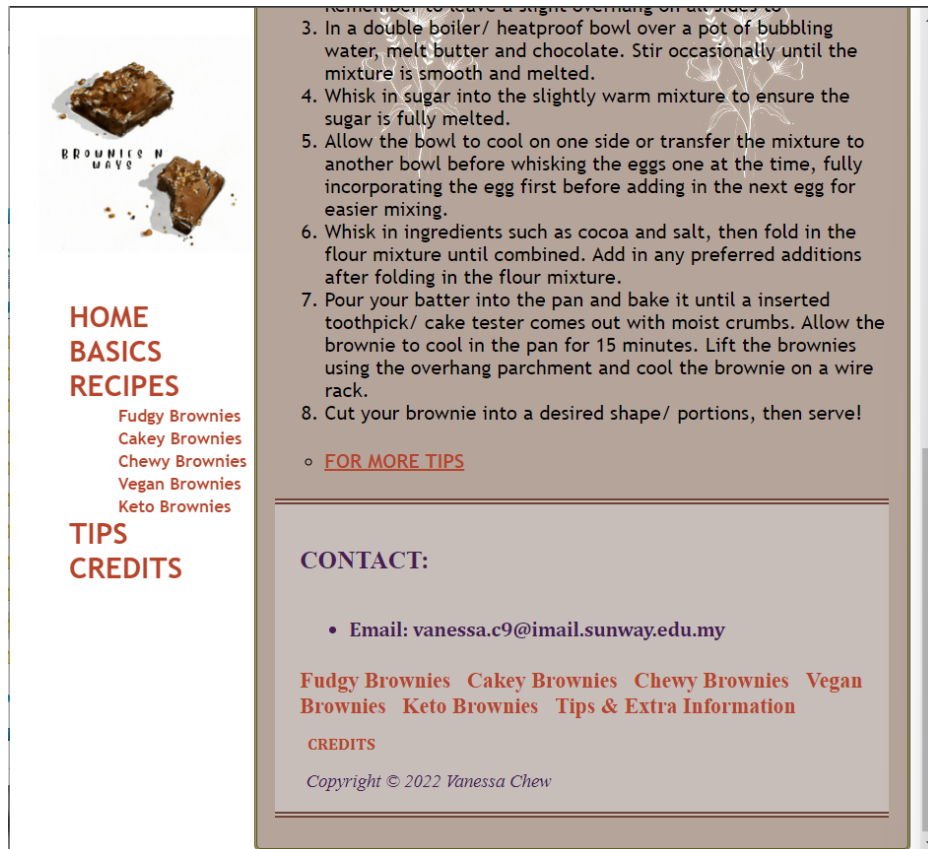 BROWNIES N
WAYS
HOME
BASICS
RECIPES
Fudgy Brownies
Cakey Brownies
Chewy Brownies
Vegan Brownies
Keto Brownies
TIPS
CREDITS
Remember to leave a slight overhang on all sides to
3. In a double boiler/ heatproof bowl over a pot of bubbling
water, melt butter and chocolate. Stir occasionally until the
mixture is smooth and melted.
4. Whisk in sugar into the slightly warm mixture to ensure the
sugar is fully melted.
5. Allow the bowl to cool on one side or transfer the mixture to
another bowl before whisking the eggs one at the time, fully
incorporating the egg first before adding in the next egg for
easier mixing.
6. Whisk in ingredients such as cocoa and salt, then fold in the
flour mixture until combined. Add in any preferred additions
after folding in the flour mixture.
7. Pour your batter into the pan and bake it until a inserted
toothpick/ cake tester comes out with moist crumbs. Allow the
brownie to cool in the pan for 15 minutes. Lift the brownies
using the overhang parchment and cool the brownie on a wire
rack.
8. Cut your brownie into a desired shape/ portions, then serve!
FOR MORE TIPS
CONTACT:
Email: vanessa.c9@imail.sunway.edu.my
Fudgy Brownies Cakey Brownies Chewy Brownies Vegan
Brownies Keto Brownies Tips & Extra Information
CREDITS
Copyright © 2022 Vanessa Chew